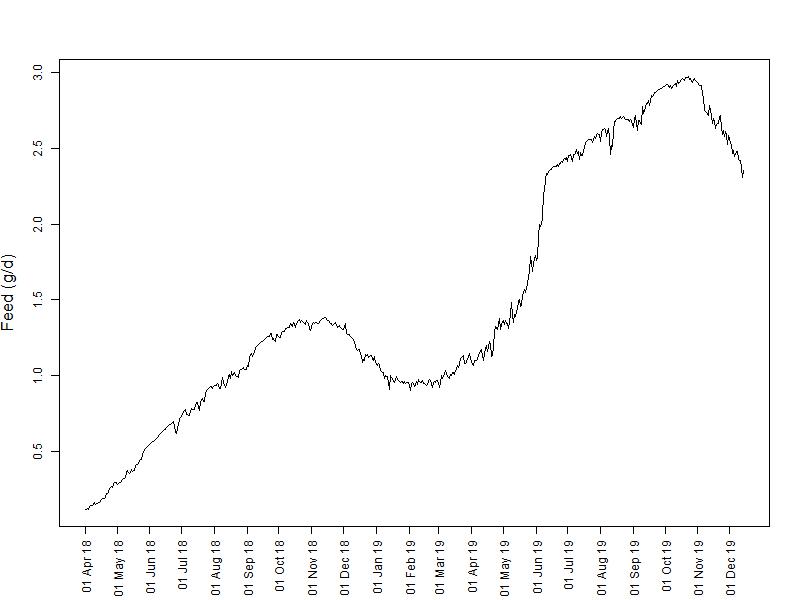 3.0
2.5
2.0
1.5
1.0
0.5
Feed (g/d)
01 Apr 18
01 May 18
01 Jun 18
01 Jul 18
01 Aug 18
01 Sep 18
01 Oct 18
01 Nov 18
01 Dec 18
01 Jan 19
01 Feb 19
01 Mar 19
01 Apr 19
01 May 19
01 Jun 19
01 Jul 19
01 Aug 19
01 Sep 19
01 Oct 19
01 Nov 19
01 Dec 19